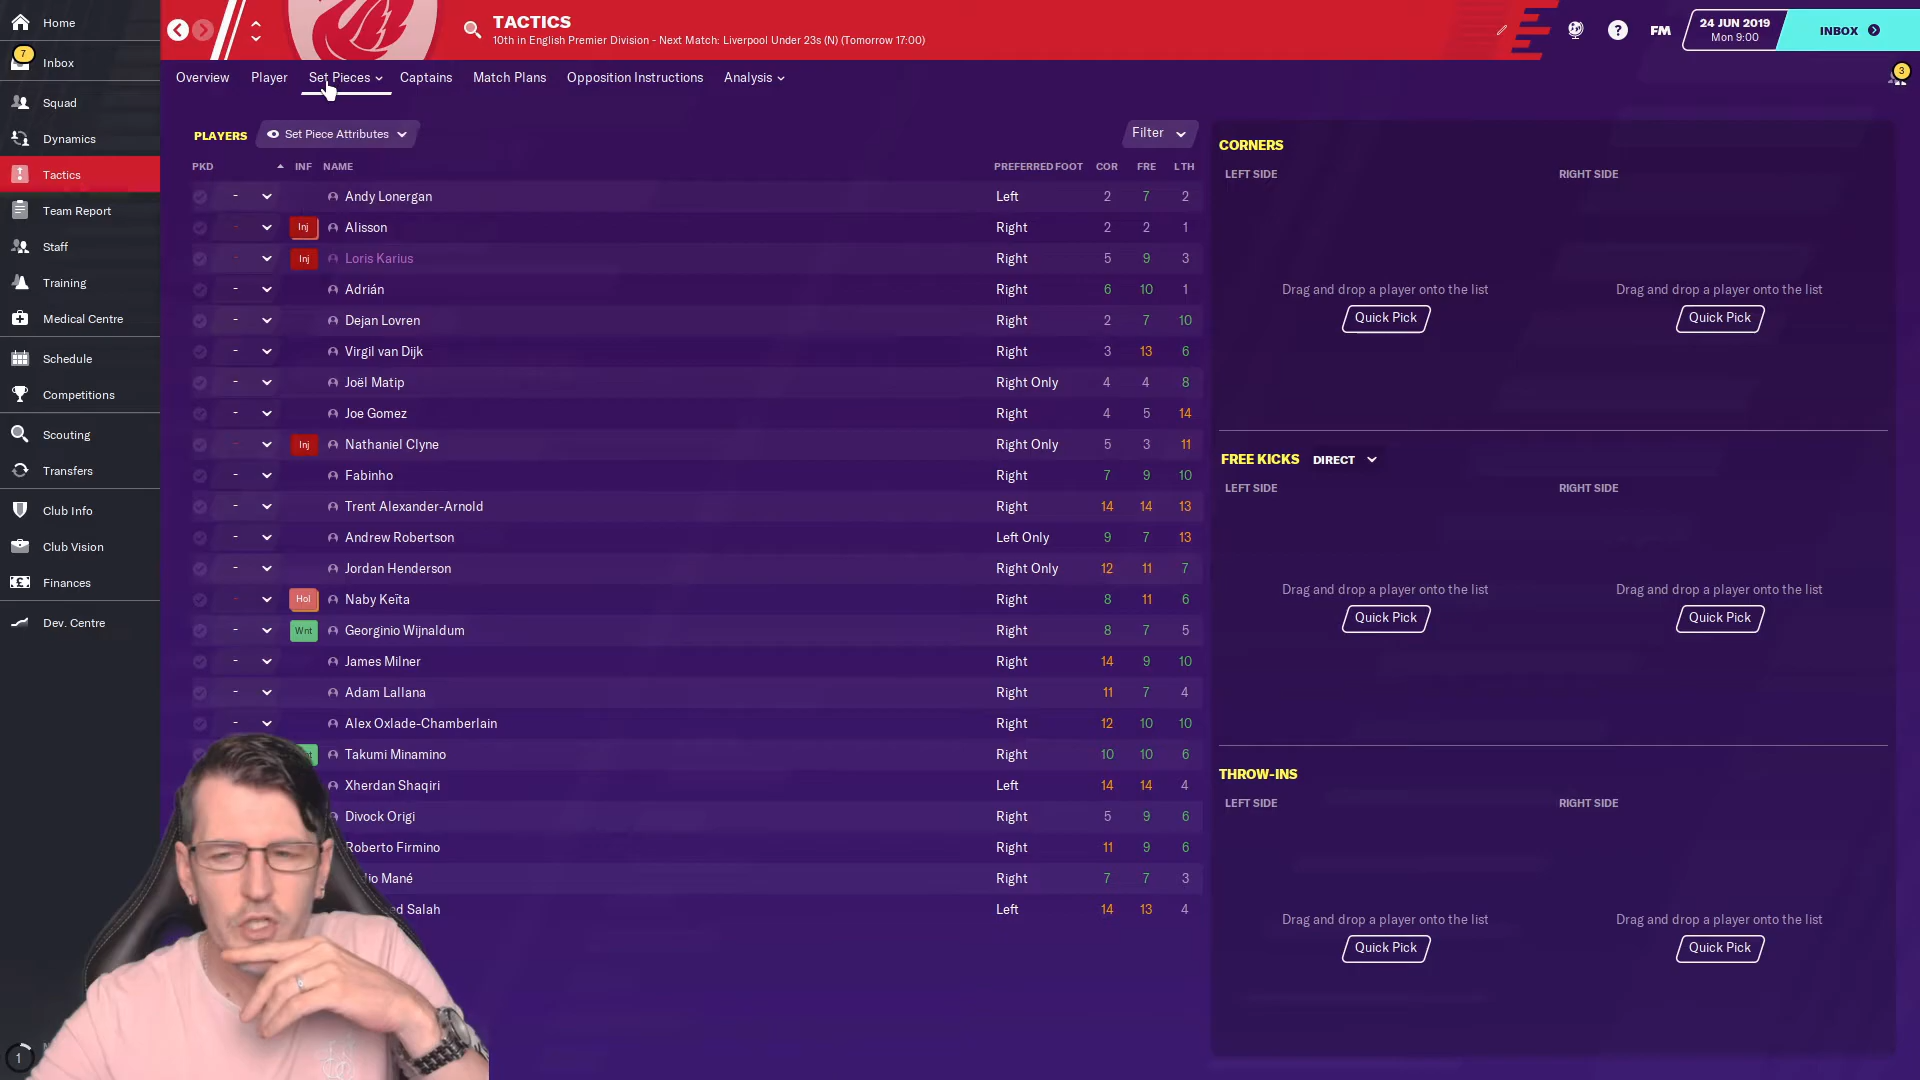 Home
TACTICS
10th in English Premier Division - Next Match: Liverpool Under 23s (N) (Tomorrow 17:00)
FM
24 JUN 2019
Mon 9:00
INBOX
7
Inbox
Overview
Player
Set Pieces
Captains
Match Plans
Opposition Instructions
Analysis
3
Squad
Dynamics
Tactics
Team Report
Staff
Training
Medical Centre
Schedule
Competitions
Scouting
Transfers
Club Info
Club Vision
Finances
Dev. Centre
1
PLAYERS
Set Piece Attributes
Filter
PKD INF NAME PREFERRED FOOT COR FRE LTH
- Andy Lonergan Left 2 7 2
- Inj Alisson Right 2 2 1
- Inj Loris Karius Right 5 9 3
- Adrián Right 6 10 1
- Dejan Lovren Right 2 7 10
- Virgil van Dijk Right 3 13 6
- Joël Matip Right Only 4 4 8
- Joe Gomez Right 4 5 14
- Inj Nathaniel Clyne Right Only 5 3 11
- Fabinho Right 7 9 10
- Trent Alexander-Arnold Right 14 14 13
- Andrew Robertson Left Only 9 7 13
- Jordan Henderson Right Only 12 11 7
- Hol Naby Keïta Right 8 11 6
- Wnt Georginio Wijnaldum Right 8 7 5
- James Milner Right 14 9 10
- Adam Lallana Right 11 7 4
- Alex Oxlade-Chamberlain Right 12 10 10
Takumi Minamino Right 10 10 6
Xherdan Shaqiri Left 14 14 4
Divock Origi Right 5 9 6
Roberto Firmino Right 11 9 6
Mané Right 7 7 3
Salah Left 14 13 4
CORNERS
LEFT SIDE RIGHT SIDE
Drag and drop a player onto the list Drag and drop a player onto the list
Quick Pick Quick Pick
FREE KICKS DIRECT
LEFT SIDE RIGHT SIDE
Drag and drop a player onto the list Drag and drop a player onto the list
Quick Pick Quick Pick
THROW-INS
LEFT SIDE RIGHT SIDE
Drag and drop a player onto the list Drag and drop a player onto the list
Quick Pick Quick Pick